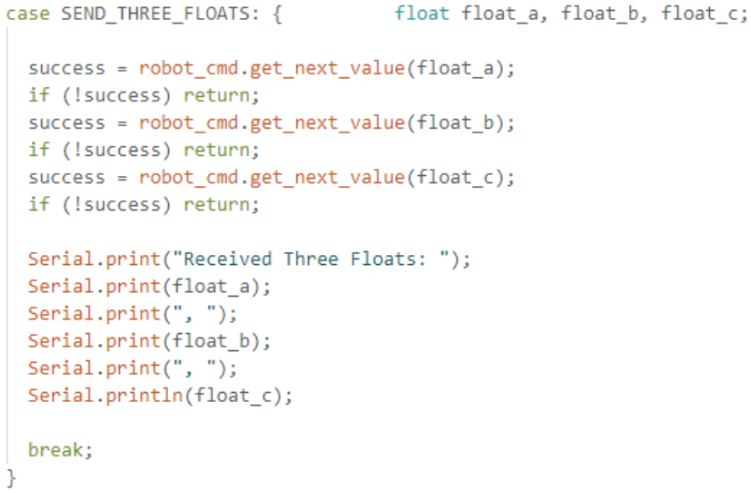 case SEND_THREE_FLOATS: {          float float_a, float_b, float_c;

  success = robot_cmd.get_next_value(float_a);
  if (!success) return;
  success = robot_cmd.get_next_value(float_b);
  if (!success) return;
  success = robot_cmd.get_next_value(float_c);
  if (!success) return;

  Serial.print("Received Three Floats: ");
  Serial.print(float_a);
  Serial.print(", ");
  Serial.print(float_b);
  Serial.print(", ");
  Serial.println(float_c);

  break;
}